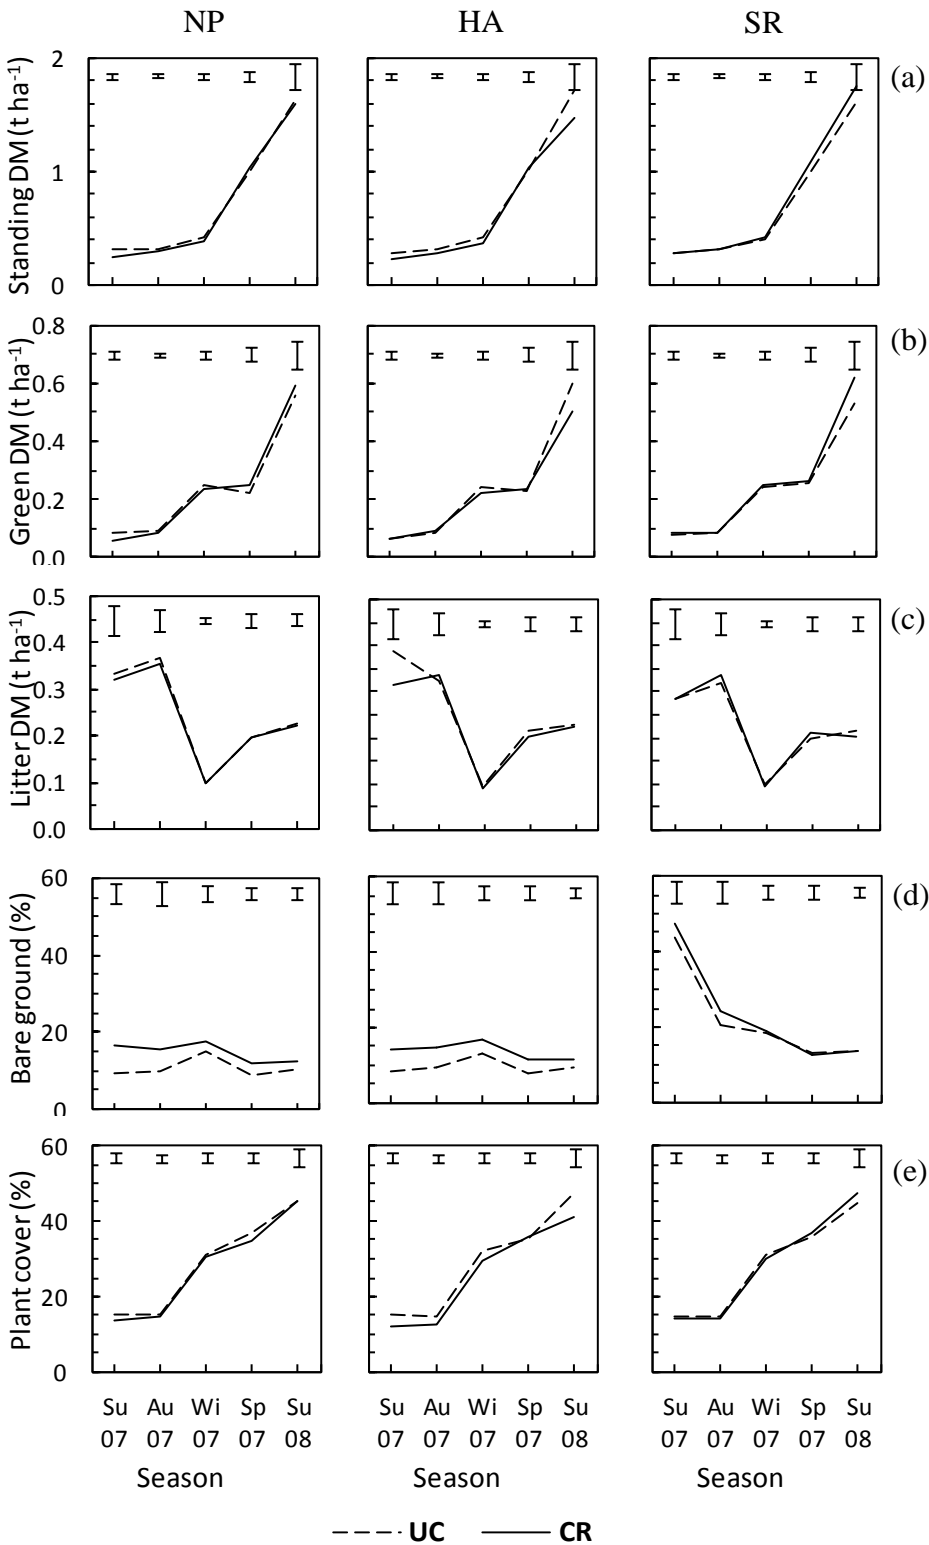 NP HA SR
Standing DM (t ha⁻¹)
2
1
0
(a)
Green DM (t ha⁻¹)
0.8
0.6
0.4
0.2
0.0
(b)
Litter DM (t ha⁻¹)
0.5
0.4
0.3
0.2
0.1
0.0
(c)
Bare ground (%)
60
40
20
0
(d)
Plant cover (%)
60
40
20
0
(e)
Su Au Wi Sp Su Su Au Wi Sp Su Su Au Wi Sp Su
07 07 07 07 08 07 07 07 07 08 07 07 07 07 08
Season Season Season
UC CR